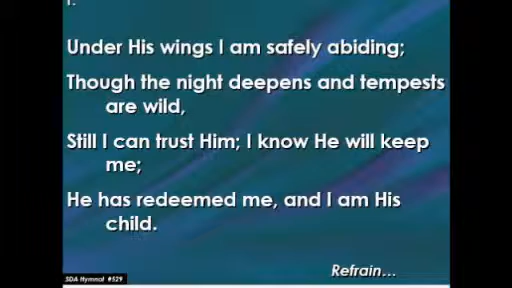 1.
Under His wings I am safely abiding;
Though the night deepens and tempests
are wild,
Still I can trust Him; I know He will keep
me;
He has redeemed me, and I am His
child.
Refrain...
SDA Hymnal #529